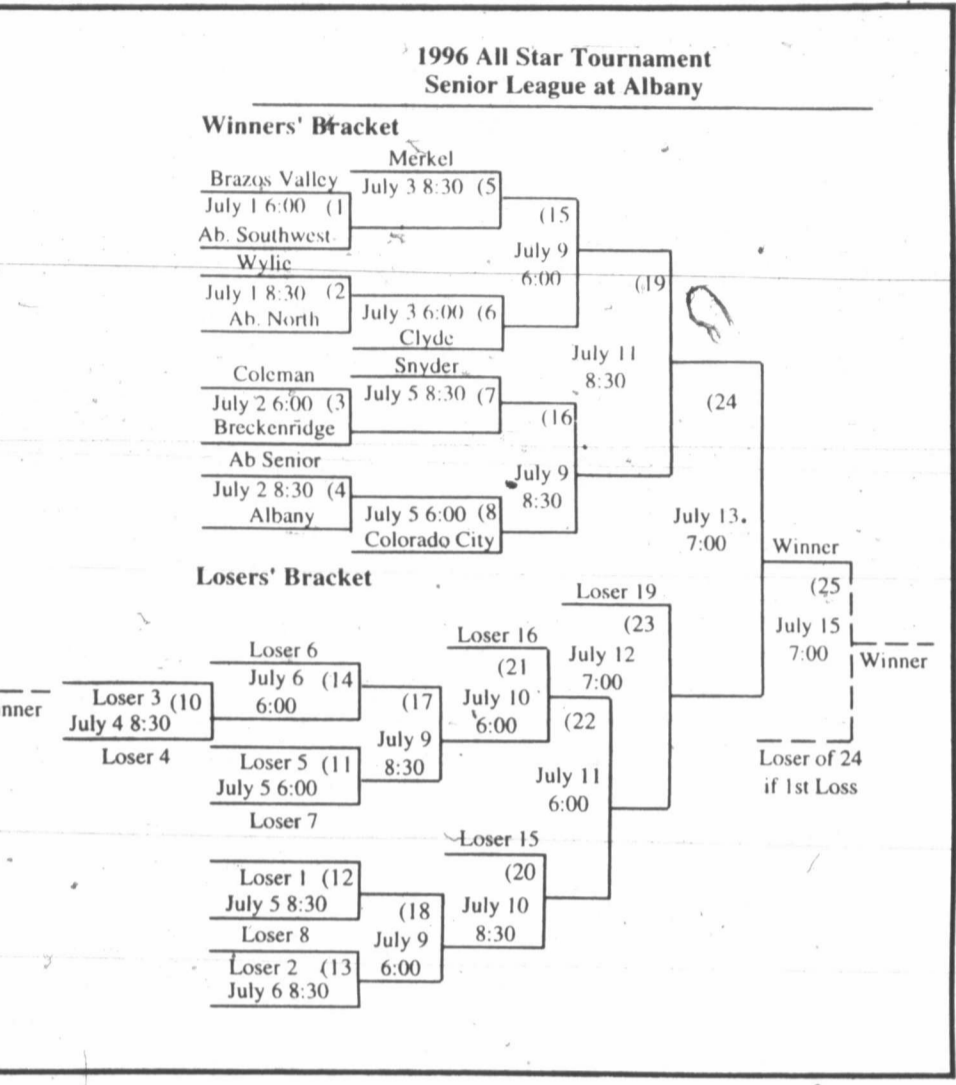 1996 All Star Tournament
Senior League at Albany
Winners' Bracket
Merkel
July 3 8:30 (5
Brazos Valley
July 1 6:00 (1
Ab. Southwest
Wylie
July 1 8:30 (2
Ab. North
July 3 6:00 (6
Clyde
(15
July 9
6:00
Coleman
July 2 6:00 (3
Breckenridge
Snyder
July 5 8:30 (7
Ab Senior
July 2 8:30 (4
Albany
July 5 6:00 (8
Colorado City
(16
July 9
8:30
(19
July 11
8:30
(24
July 13.
7:00
Winner
(25
July 15
7:00
Winner
Loser of 24
if 1st Loss
Losers' Bracket
nner
Loser 3 (10
July 4 8:30
Loser 4
Loser 6
July 6 (14
6:00
Loser 5 (11
July 5 6:00
Loser 7
(17
July 9
8:30
Loser 16
(21
July 10
6:00
Loser 19
(23
July 12
7:00
(22
July 11
6:00
Loser 1 (12
July 5 8:30
Loser 8
Loser 2 (13
July 6 8:30
(18
July 9
6:00
Loser 15
(20
July 10
8:30